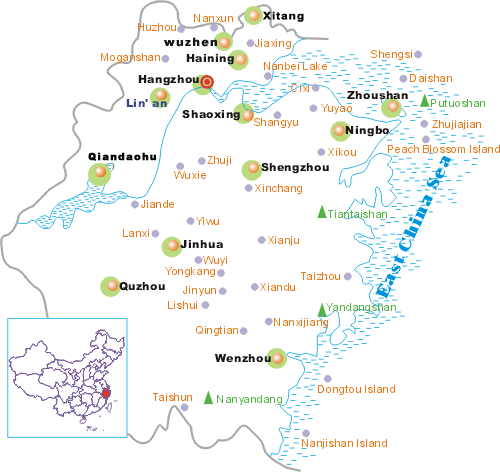 Xitang
Nanxun
Huzhou
wuzhen
Jiaxing
Moganshan
Haining
Shengsi
Nanbei Lake
Hangzhou
Daishan
Cixi
Zhoushan
Lin' an
Putuoshan
Yuyao
Shaoxing
Shangyu
Zhujiajian
Ningbo
Peach Blossom Island
Xikou
Qiandaohu
Zhuji
Wuxie
Shengzhou
Xinchang
East China Sea
Jiande
Tiantaishan
Yiwu
Lanxi
Xianju
Jinhua
Wuyi
Yongkang
Taizhou
Quzhou
Jinyun
Xiandu
Lishui
Yandangshan
Nanxijiang
Qingtian
Wenzhou
Dongtou Island
Taishun
Nanyandang
Nanjishan Island